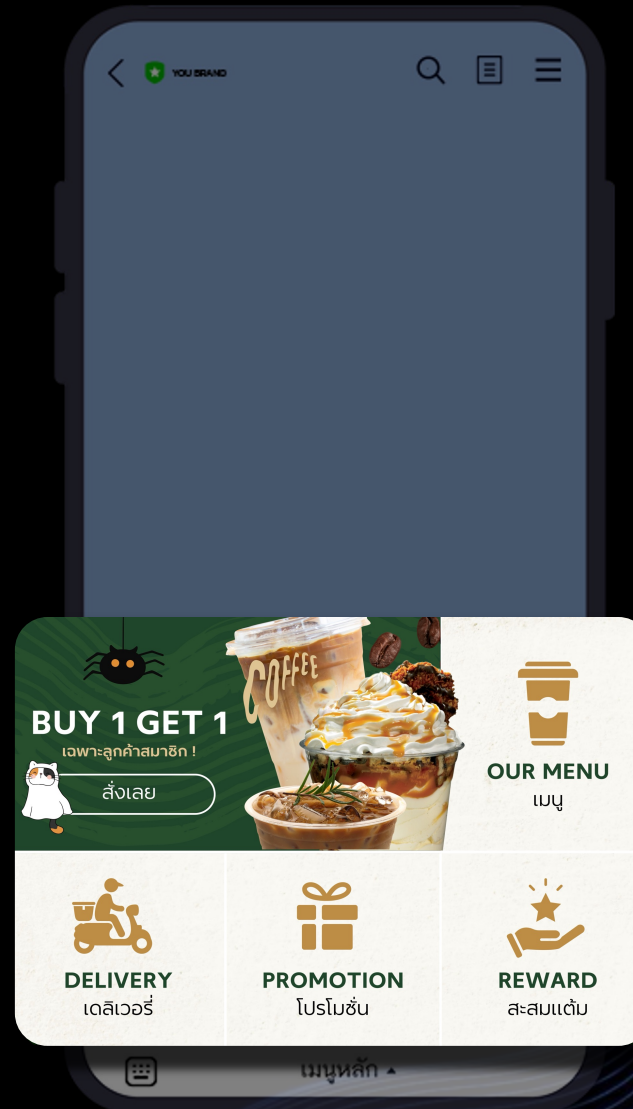 YOU BRAND
COFFEE
BUY 1 GET 1
เฉพาะลูกค้าสมาชิก !
สั่งเลย
OUR MENU
เมนู
DELIVERY
เดลิเวอรี่
PROMOTION
โปรโมชั่น
REWARD
สะสมแต้ม
เมนูหลัก